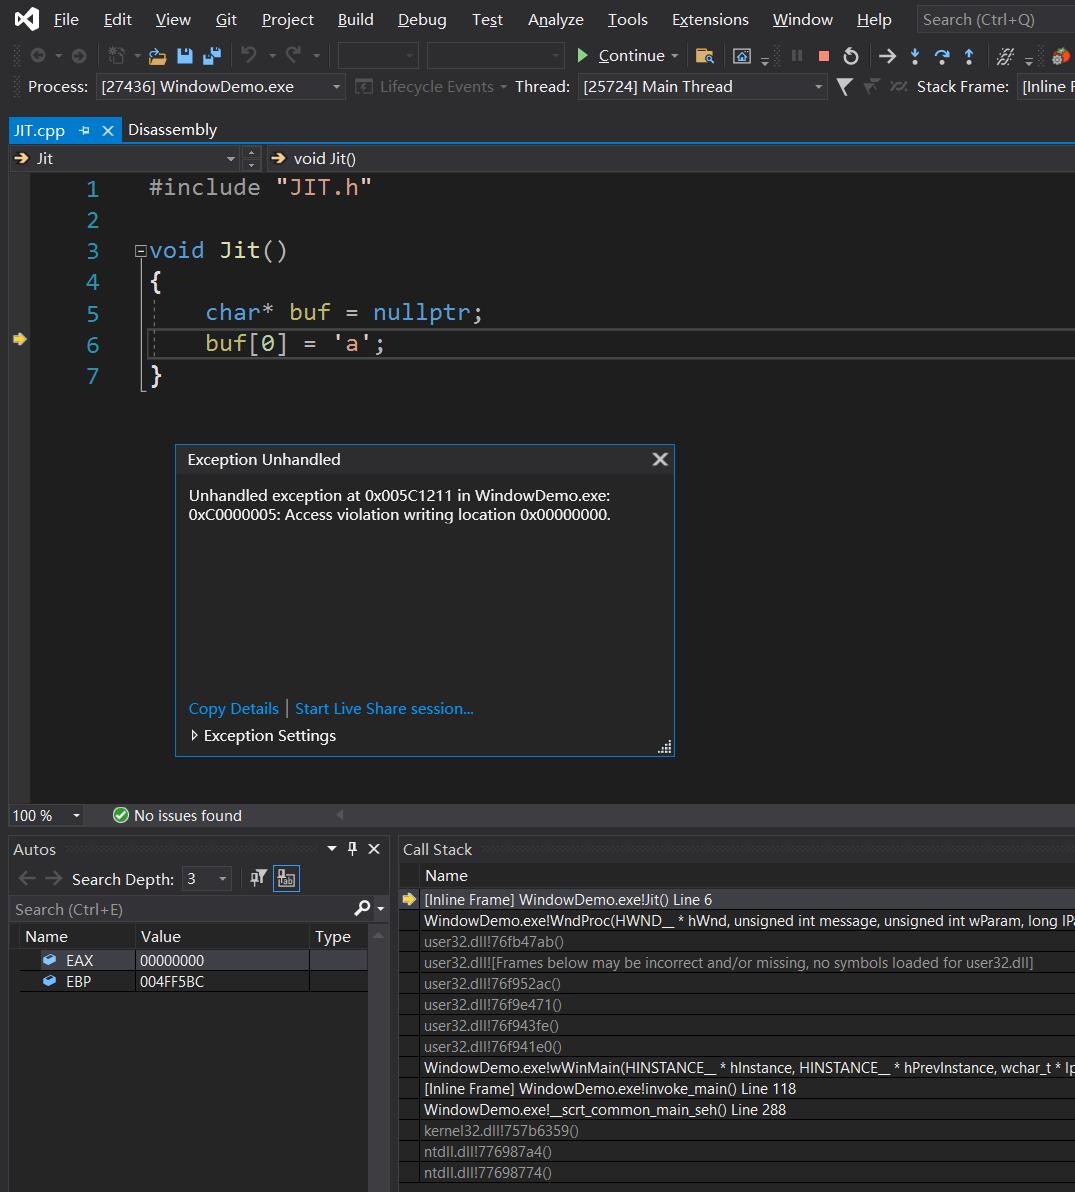 File Edit View Git Project Build Debug Test Analyze Tools Extensions Window Help Search (Ctrl+Q)
Continue
Process: [27436] WindowDemo.exe Lifecycle Events Thread: [25724] Main Thread Stack Frame: [Inline F
JIT.cpp Disassembly
Jit void Jit()
1 #include "JIT.h"
2
3 void Jit()
4 {
5 char* buf = nullptr;
6 buf[0] = 'a';
7 }
Exception Unhandled
Unhandled exception at 0x005C1211 in WindowDemo.exe:
0xC0000005: Access violation writing location 0x00000000.
Copy Details | Start Live Share session...
Exception Settings
100 % No issues found
Autos
Search Depth: 3
Search (Ctrl+E)
Name Value Type
EAX 00000000
EBP 004FF5BC
Call Stack
Name
[Inline Frame] WindowDemo.exe!Jit() Line 6
WindowDemo.exe!WndProc(HWND__ * hWnd, unsigned int message, unsigned int wParam, long lPa
user32.dll!76fb47ab()
user32.dll![Frames below may be incorrect and/or missing, no symbols loaded for user32.dll]
user32.dll!76f952ac()
user32.dll!76f9e471()
user32.dll!76f943fe()
user32.dll!76f941e0()
WindowDemo.exe!wWinMain(HINSTANCE__ * hInstance, HINSTANCE__ * hPrevInstance, wchar_t * lp
[Inline Frame] WindowDemo.exe!invoke_main() Line 118
WindowDemo.exe!__scrt_common_main_seh() Line 288
kernel32.dll!757b6359()
ntdll.dll!776987a4()
ntdll.dll!77698774()